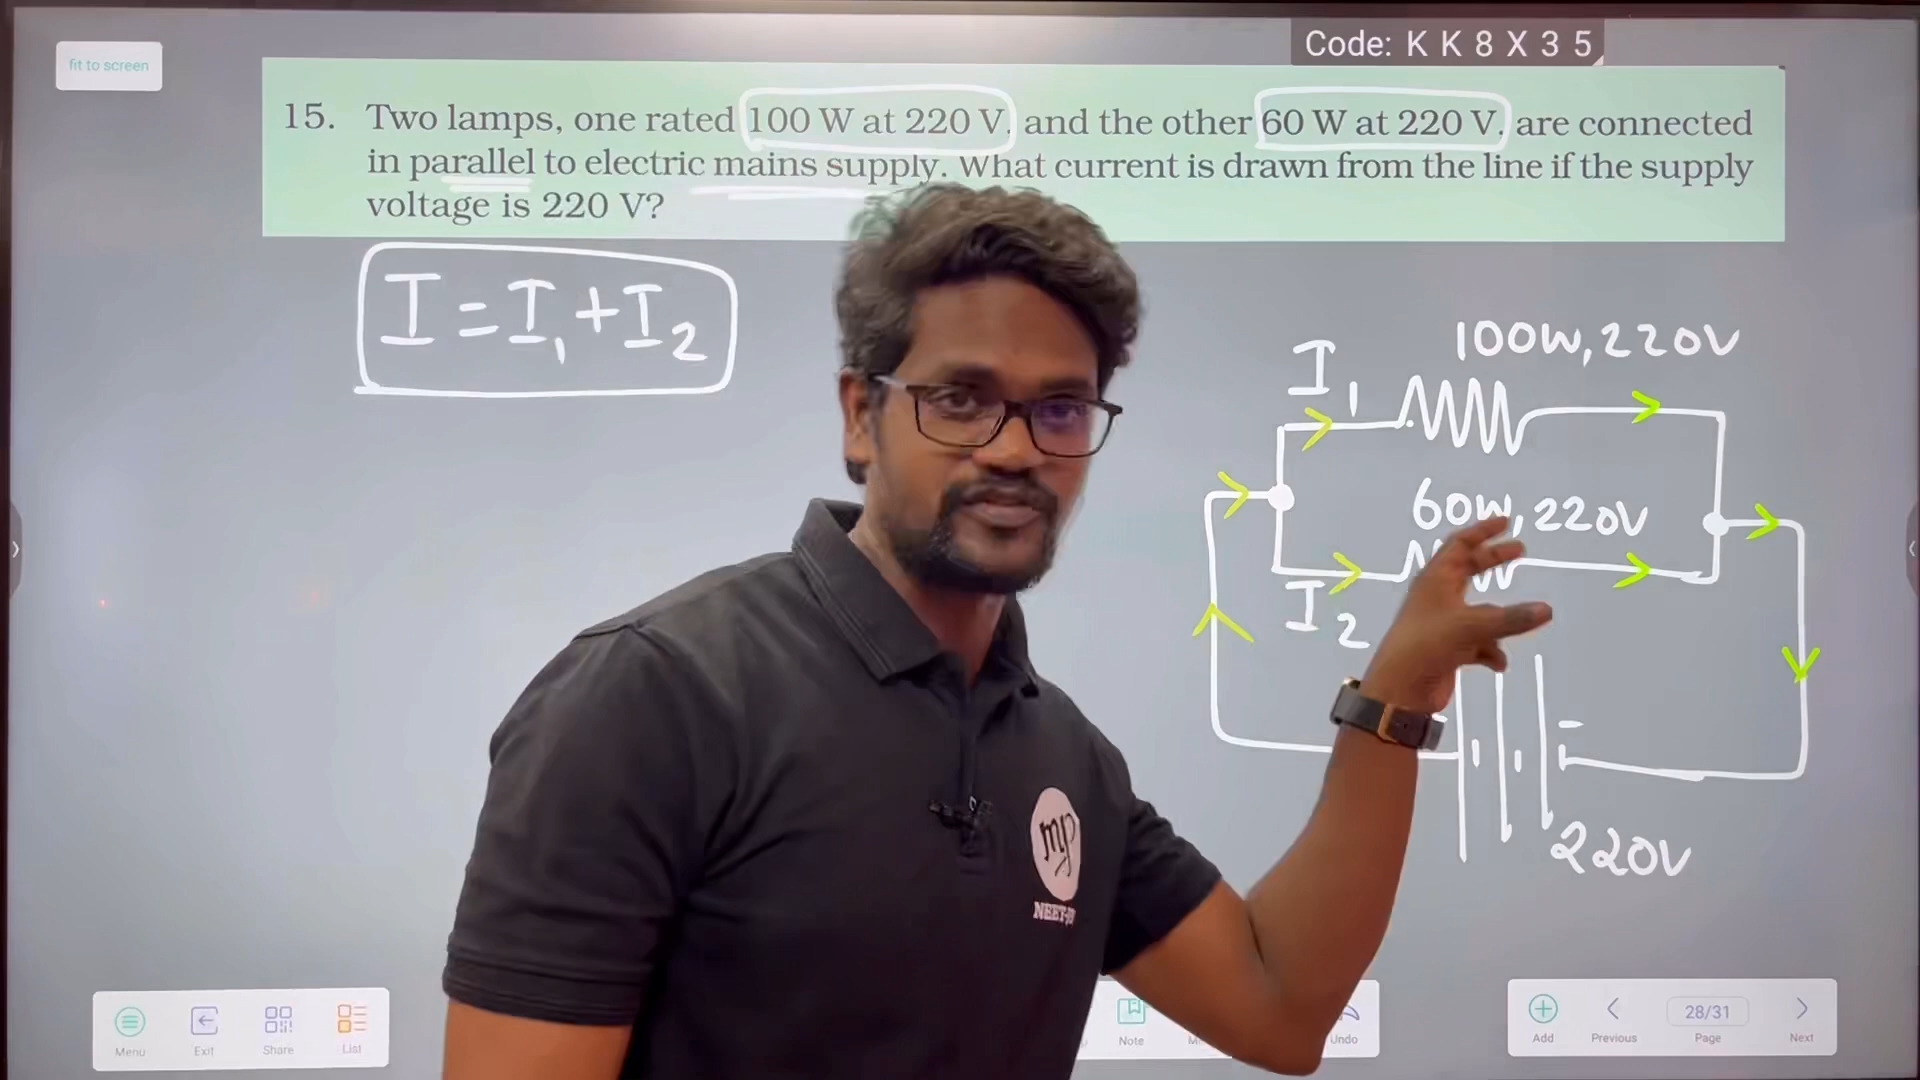 Code: K K 8 X 3 5
fit to screen
15. Two lamps, one rated 100 W at 220 V, and the other 60 W at 220 V, are connected
in parallel to electric mains supply. What current is drawn from the line if the supply
voltage is 220 V?
I = I₁ + I₂
100W, 220V
I₁
60W, 220V
I₂
220V
mp
NEET-
Menu
Exit
Share
List
Note
Undo
Add
Previous
28/31
Page
Next